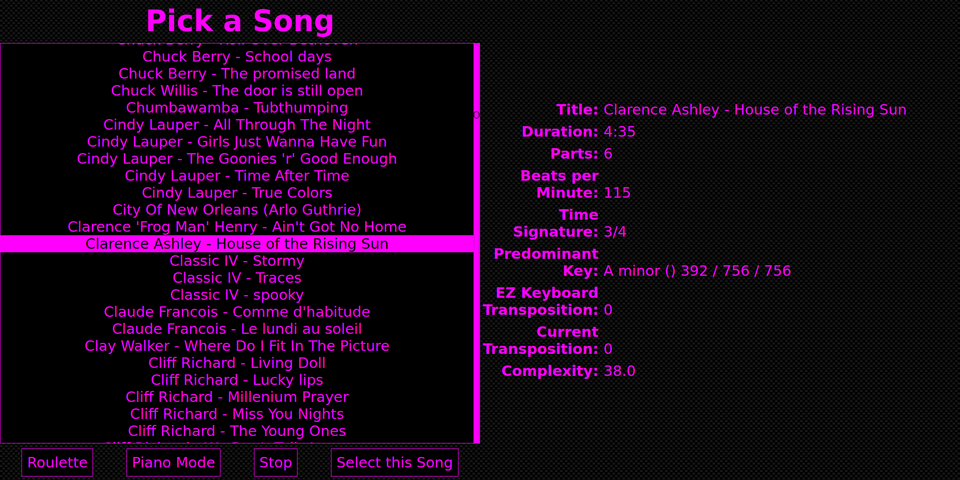 Pick a Song
Chuck Berry - School days
Chuck Berry - The promised land
Chuck Willis - The door is still open
Chumbawamba - Tubthumping
Cindy Lauper - All Through The Night
Cindy Lauper - Girls Just Wanna Have Fun
Cindy Lauper - The Goonies 'r' Good Enough
Cindy Lauper - Time After Time
Cindy Lauper - True Colors
City Of New Orleans (Arlo Guthrie)
Clarence 'Frog Man' Henry - Ain't Got No Home
Clarence Ashley - House of the Rising Sun
Classic IV - Stormy
Classic IV - Traces
Classic IV - spooky
Claude Francois - Comme d'habitude
Claude Francois - Le lundi au soleil
Clay Walker - Where Do I Fit In The Picture
Cliff Richard - Living Doll
Cliff Richard - Lucky lips
Cliff Richard - Millenium Prayer
Cliff Richard - Miss You Nights
Cliff Richard - The Young Ones
Title: Clarence Ashley - House of the Rising Sun
Duration: 4:35
Parts: 6
Beats per
Minute: 115
Time
Signature: 3/4
Predominant
Key: A minor () 392 / 756 / 756
EZ Keyboard
Transposition: 0
Current
Transposition: 0
Complexity: 38.0
Roulette
Piano Mode
Stop
Select this Song